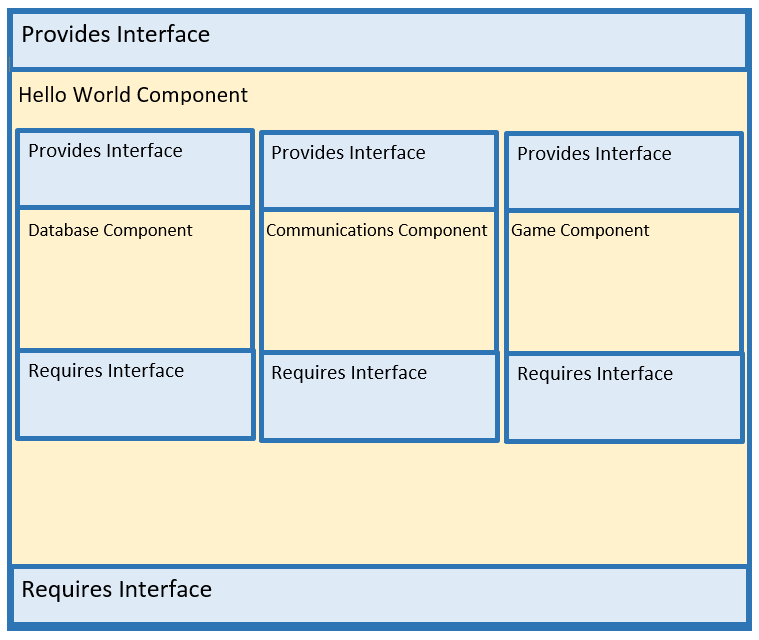 Provides Interface
Hello World Component
Provides Interface
Provides Interface
Provides Interface
Database Component
Communications Component
Game Component
Requires Interface
Requires Interface
Requires Interface
Requires Interface